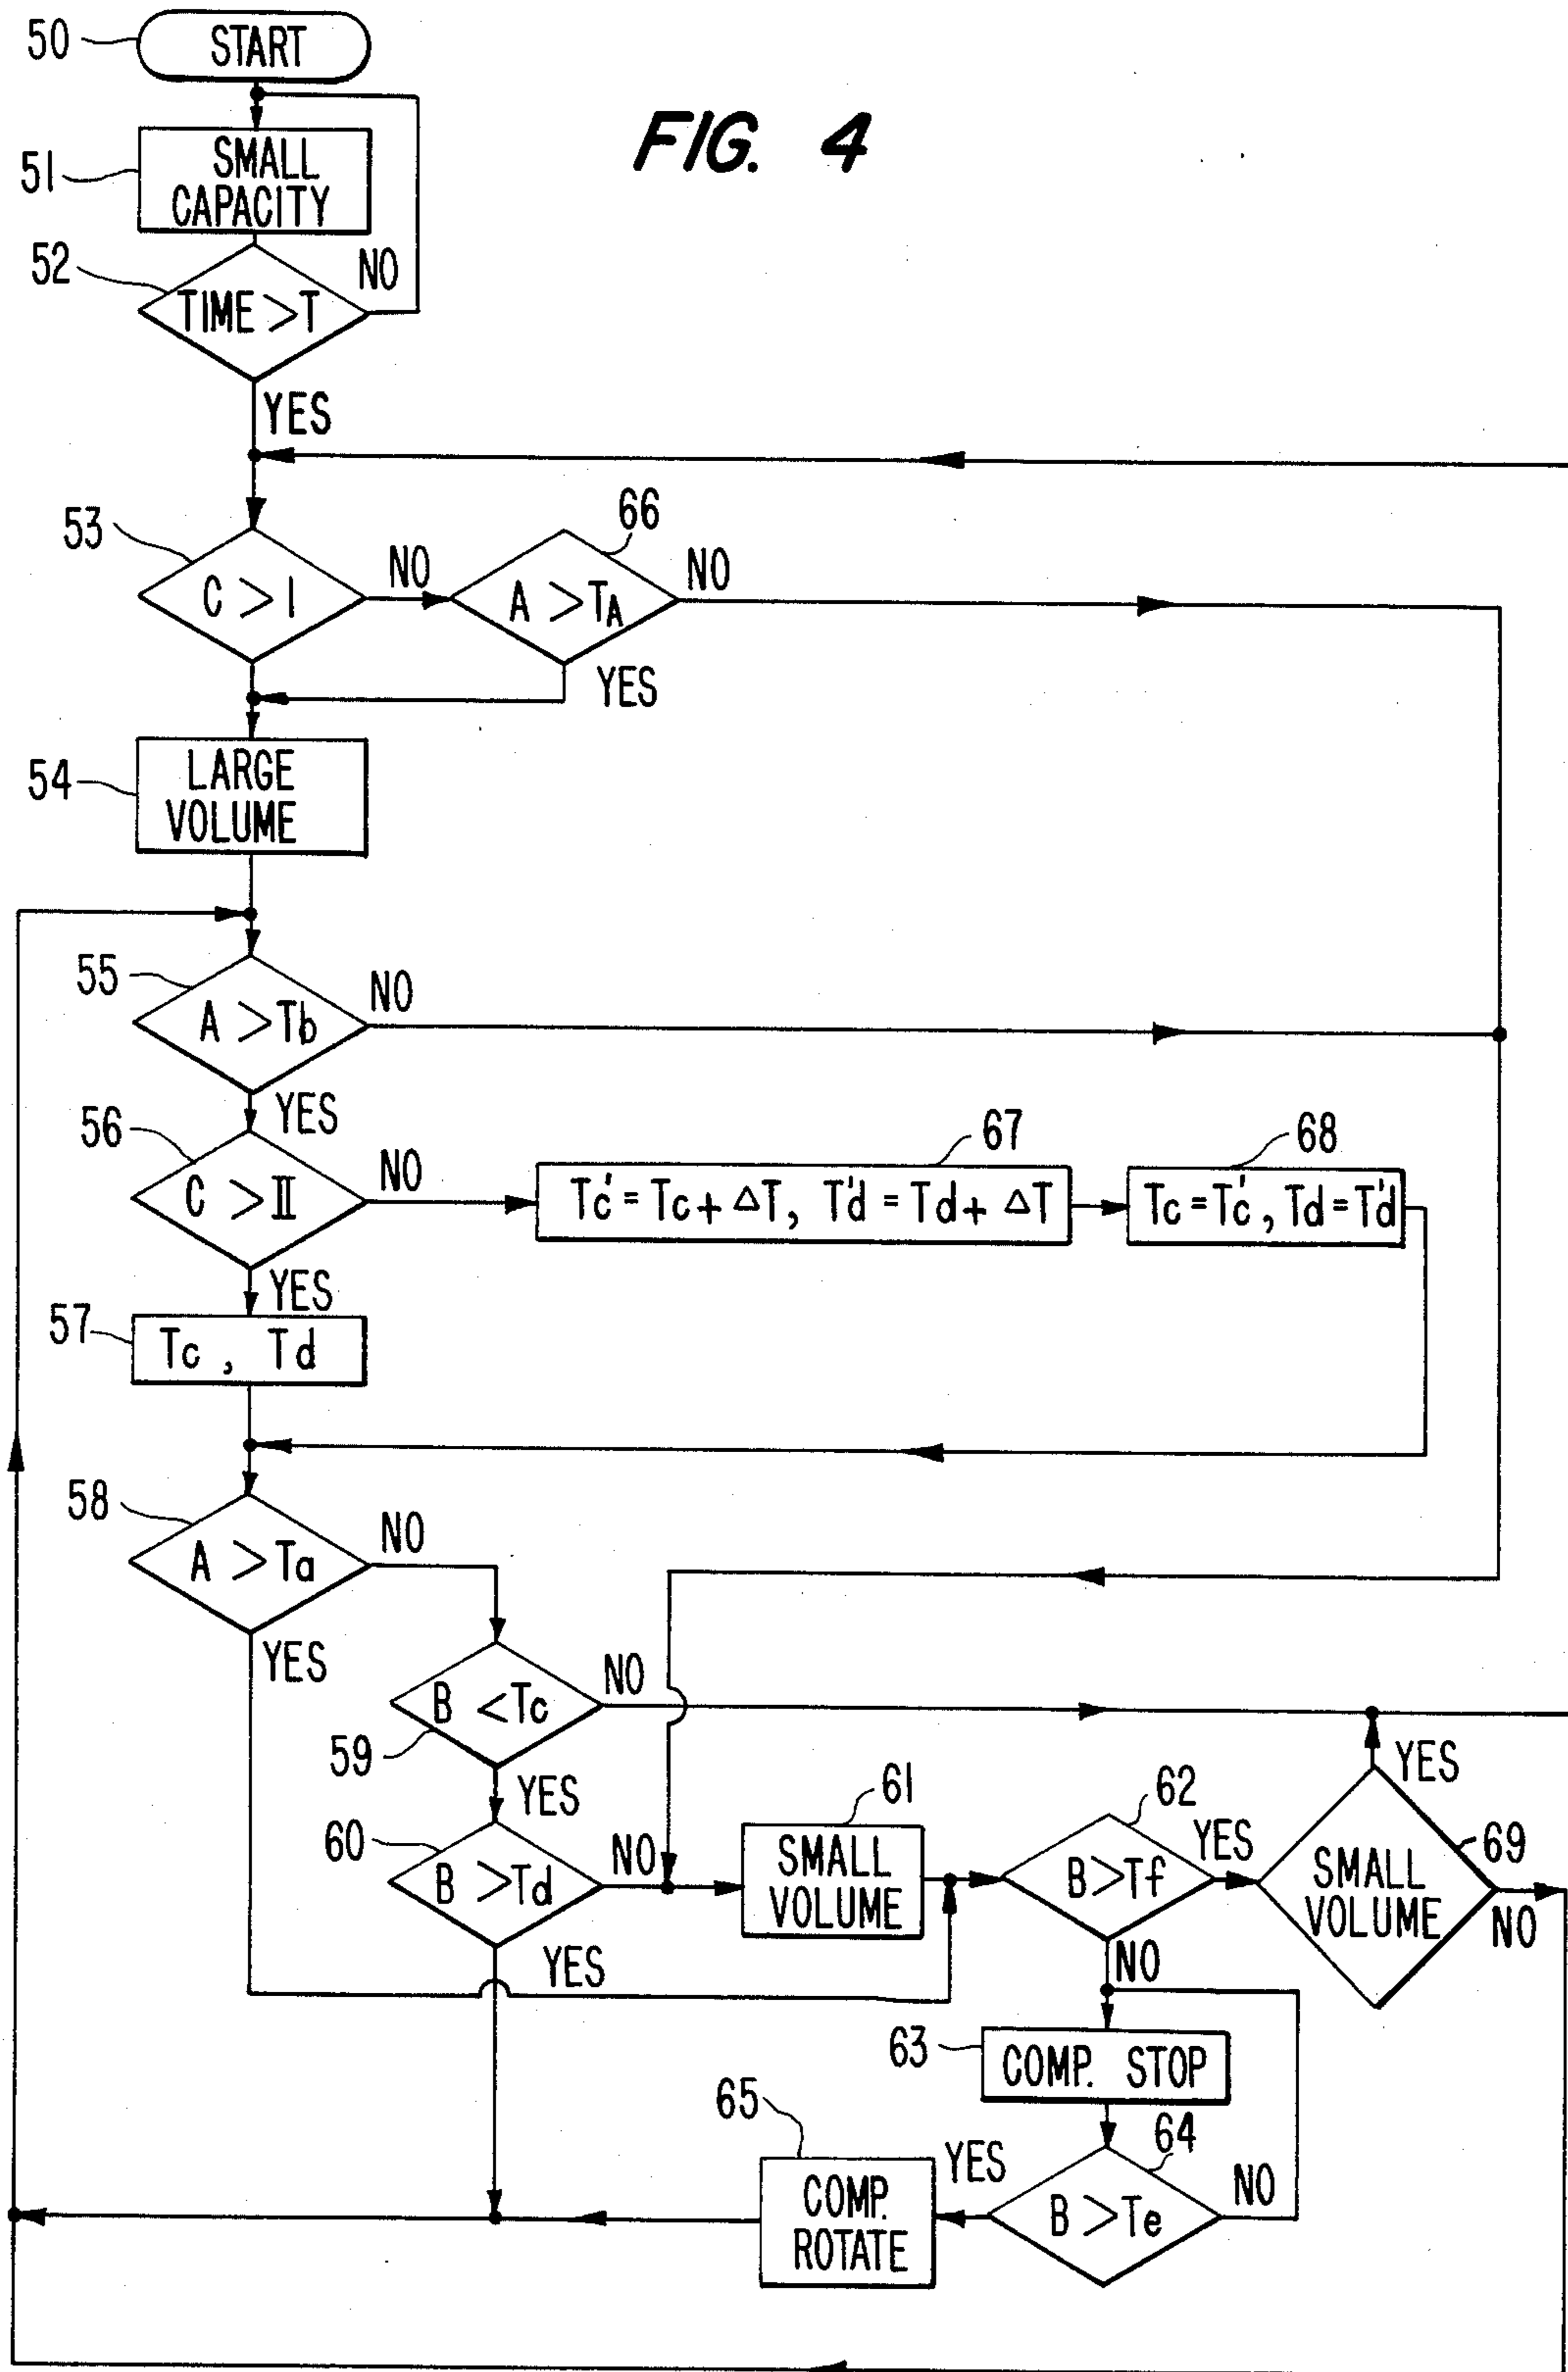 50
START
FIG. 4
51
SMALL
CAPACITY
52
TIME >T
NO
YES
53
C > I
NO
66
A >TA
NO
YES
54
LARGE
VOLUME
55
A >Tb
NO
YES
56
C >II
NO
67
Tc' = Tc + ΔT, T'd = Td + ΔT
68
Tc = Tc', Td = T'd
YES
57
Tc , Td
58
A >Ta
NO
YES
B <Tc
NO
59
YES
60
B >Td
NO
YES
61
SMALL
VOLUME
62
B>Tf
YES
NO
69
SMALL
VOLUME
YES
NO
63
COMP. STOP
64
B >Te
NO
YES
65
COMP.
ROTATE